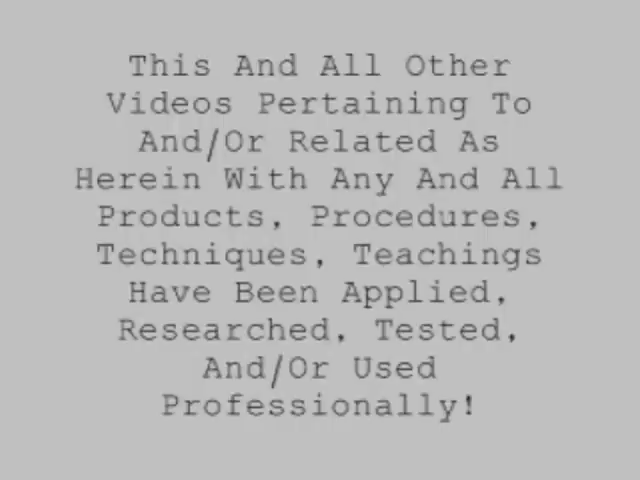 This And All Other
Videos Pertaining To
And/Or Related As
Herein With Any And All
Products, Procedures,
Techniques, Teachings
Have Been Applied,
Researched, Tested,
And/Or Used
Professionally!